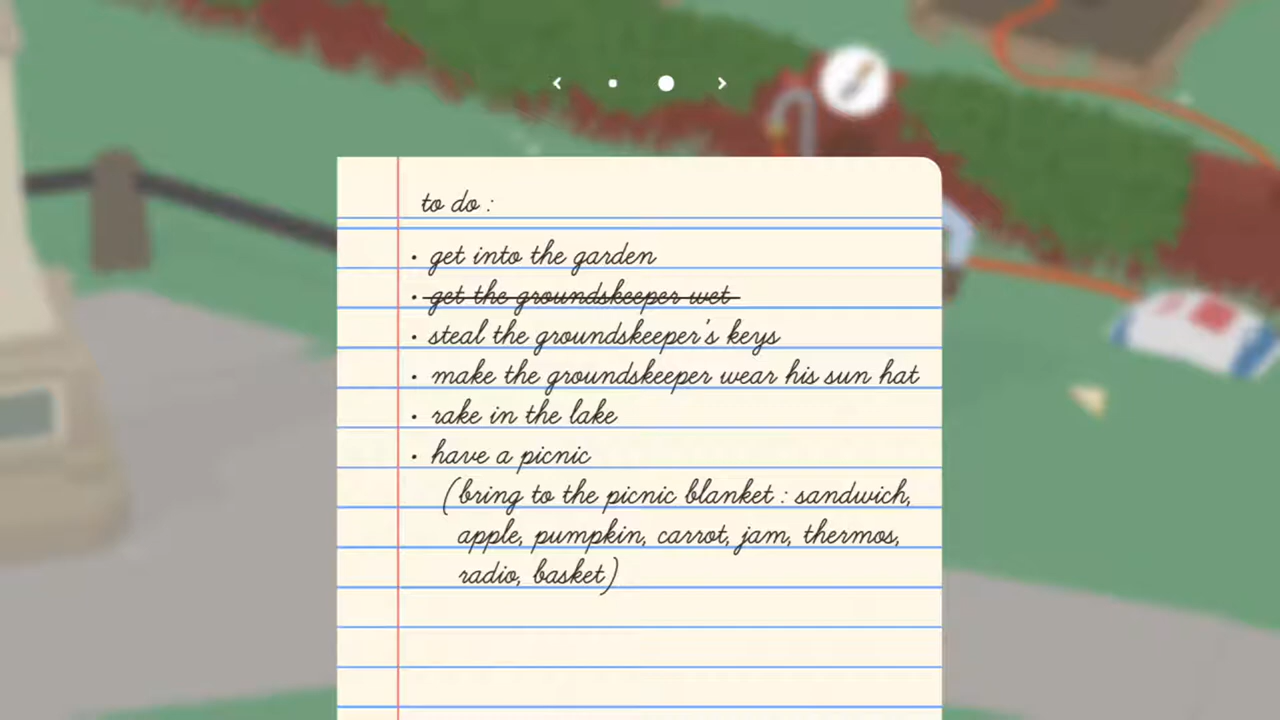 to do :
• get into the garden
• get the groundskeeper wet
• steal the groundskeeper's keys
• make the groundskeeper wear his sun hat
• rake in the lake
• have a picnic
(bring to the picnic blanket : sandwich,
apple, pumpkin, carrot, jam, thermos,
radio, basket)